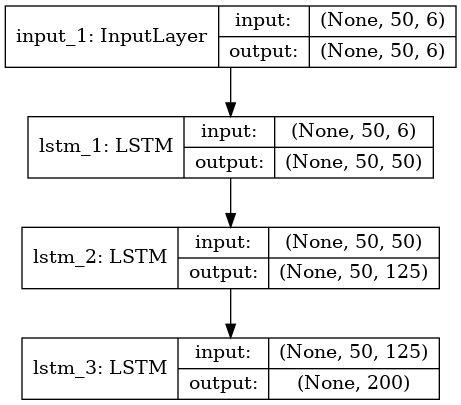 input_1: InputLayer
input: (None, 50, 6)
output: (None, 50, 6)
lstm_1: LSTM
input: (None, 50, 6)
output: (None, 50, 50)
lstm_2: LSTM
input: (None, 50, 50)
output: (None, 50, 125)
lstm_3: LSTM
input: (None, 50, 125)
output: (None, 200)